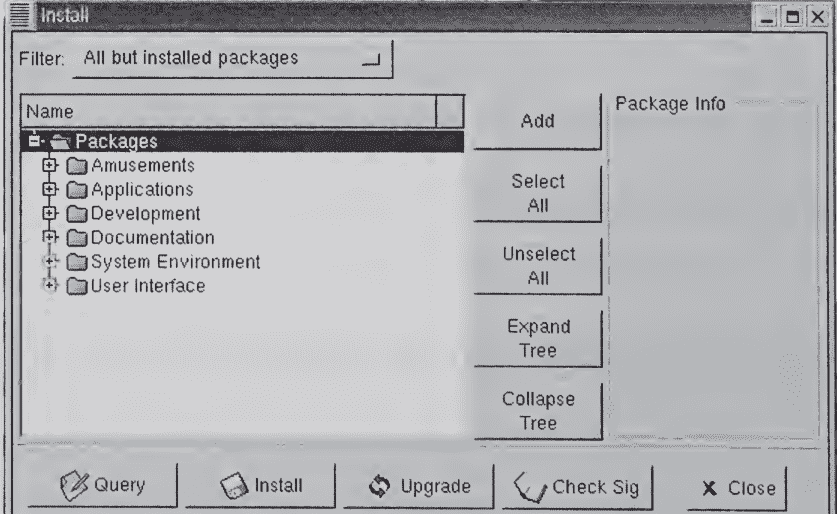 Install
Filter: All but installed packages
Name
Packages
Amusements
Applications
Development
Documentation
System Environment
User Interface
Add
Select
All
Unselect
All
Expand
Tree
Collapse
Tree
Package Info
Query
Install
Upgrade
Check Sig
Close